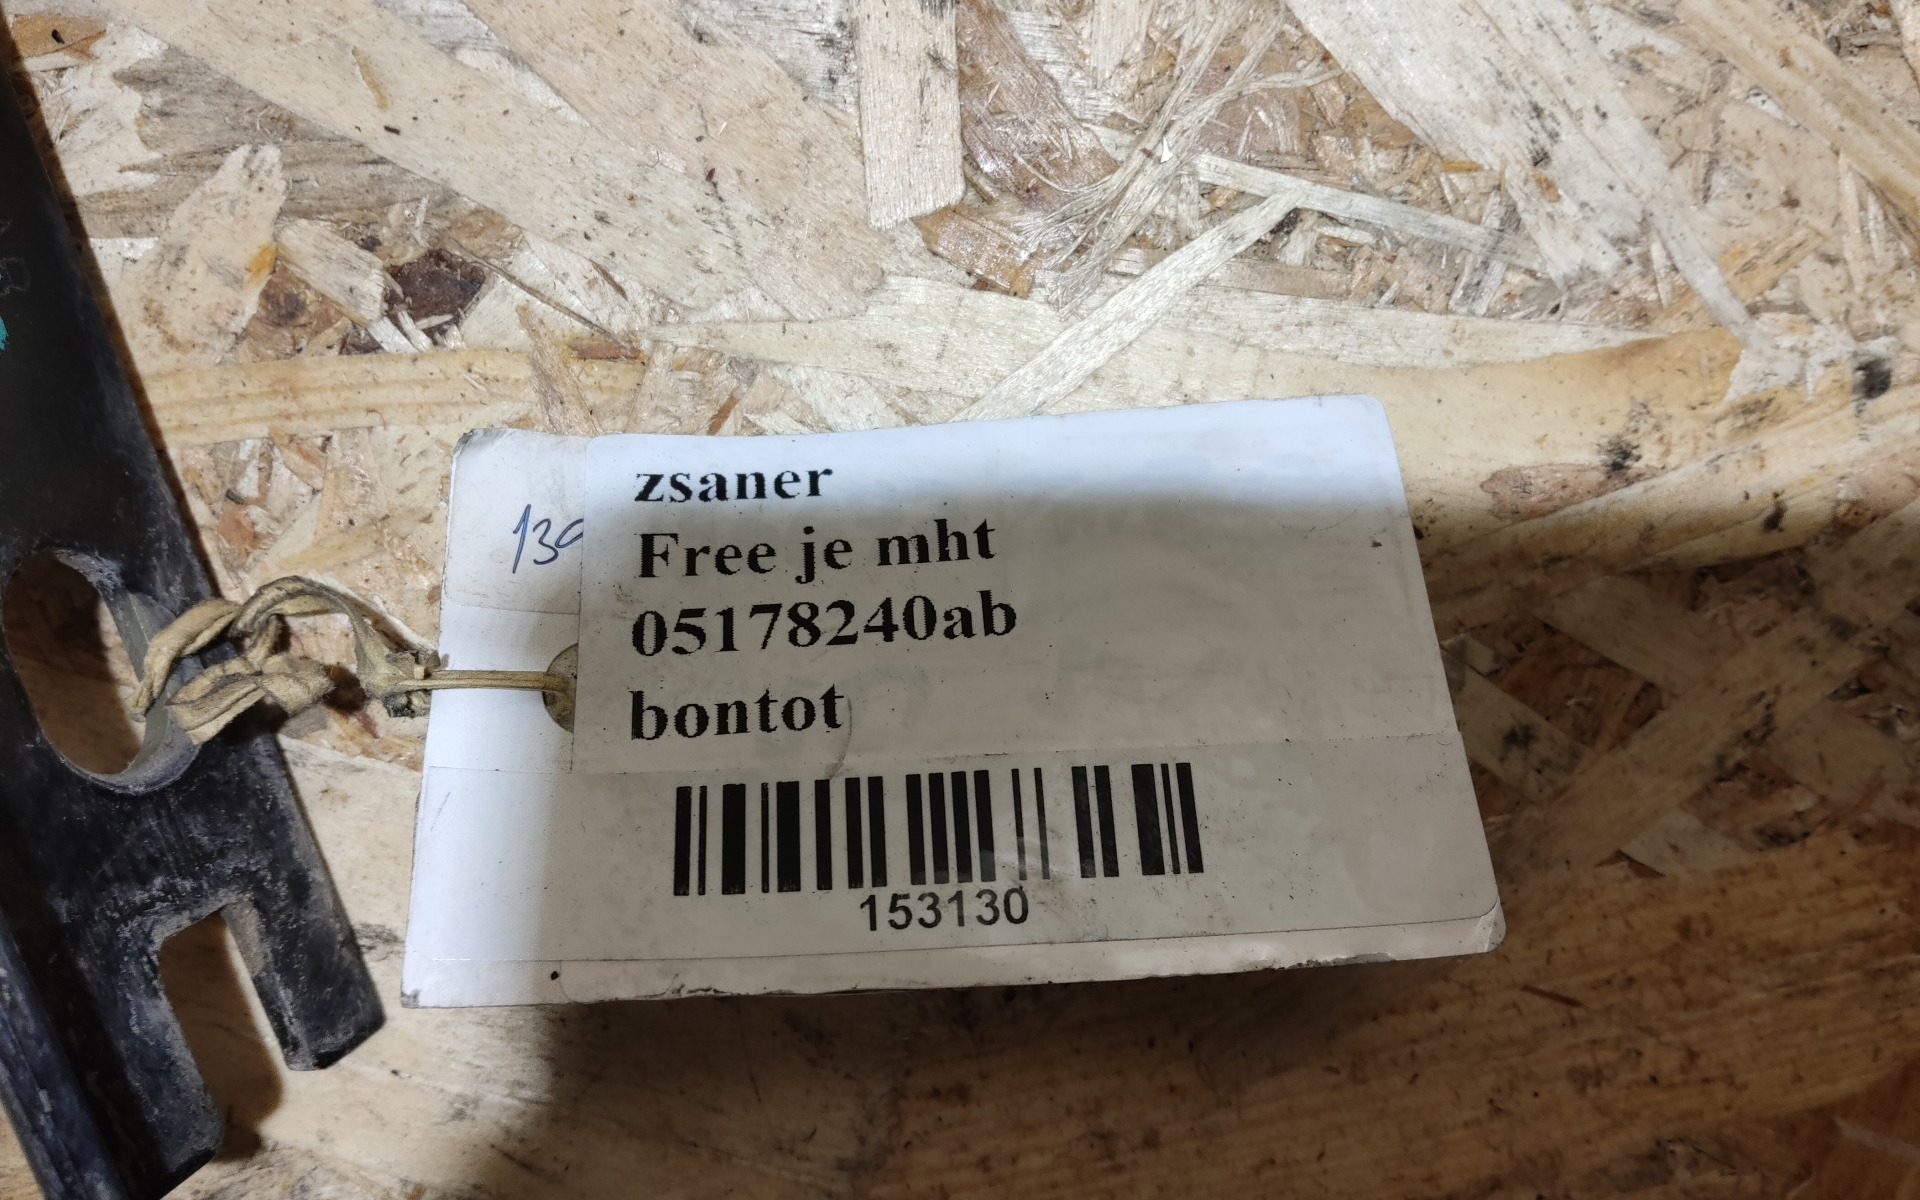 zsaner
Free je mht
05178240ab
bontot
153130